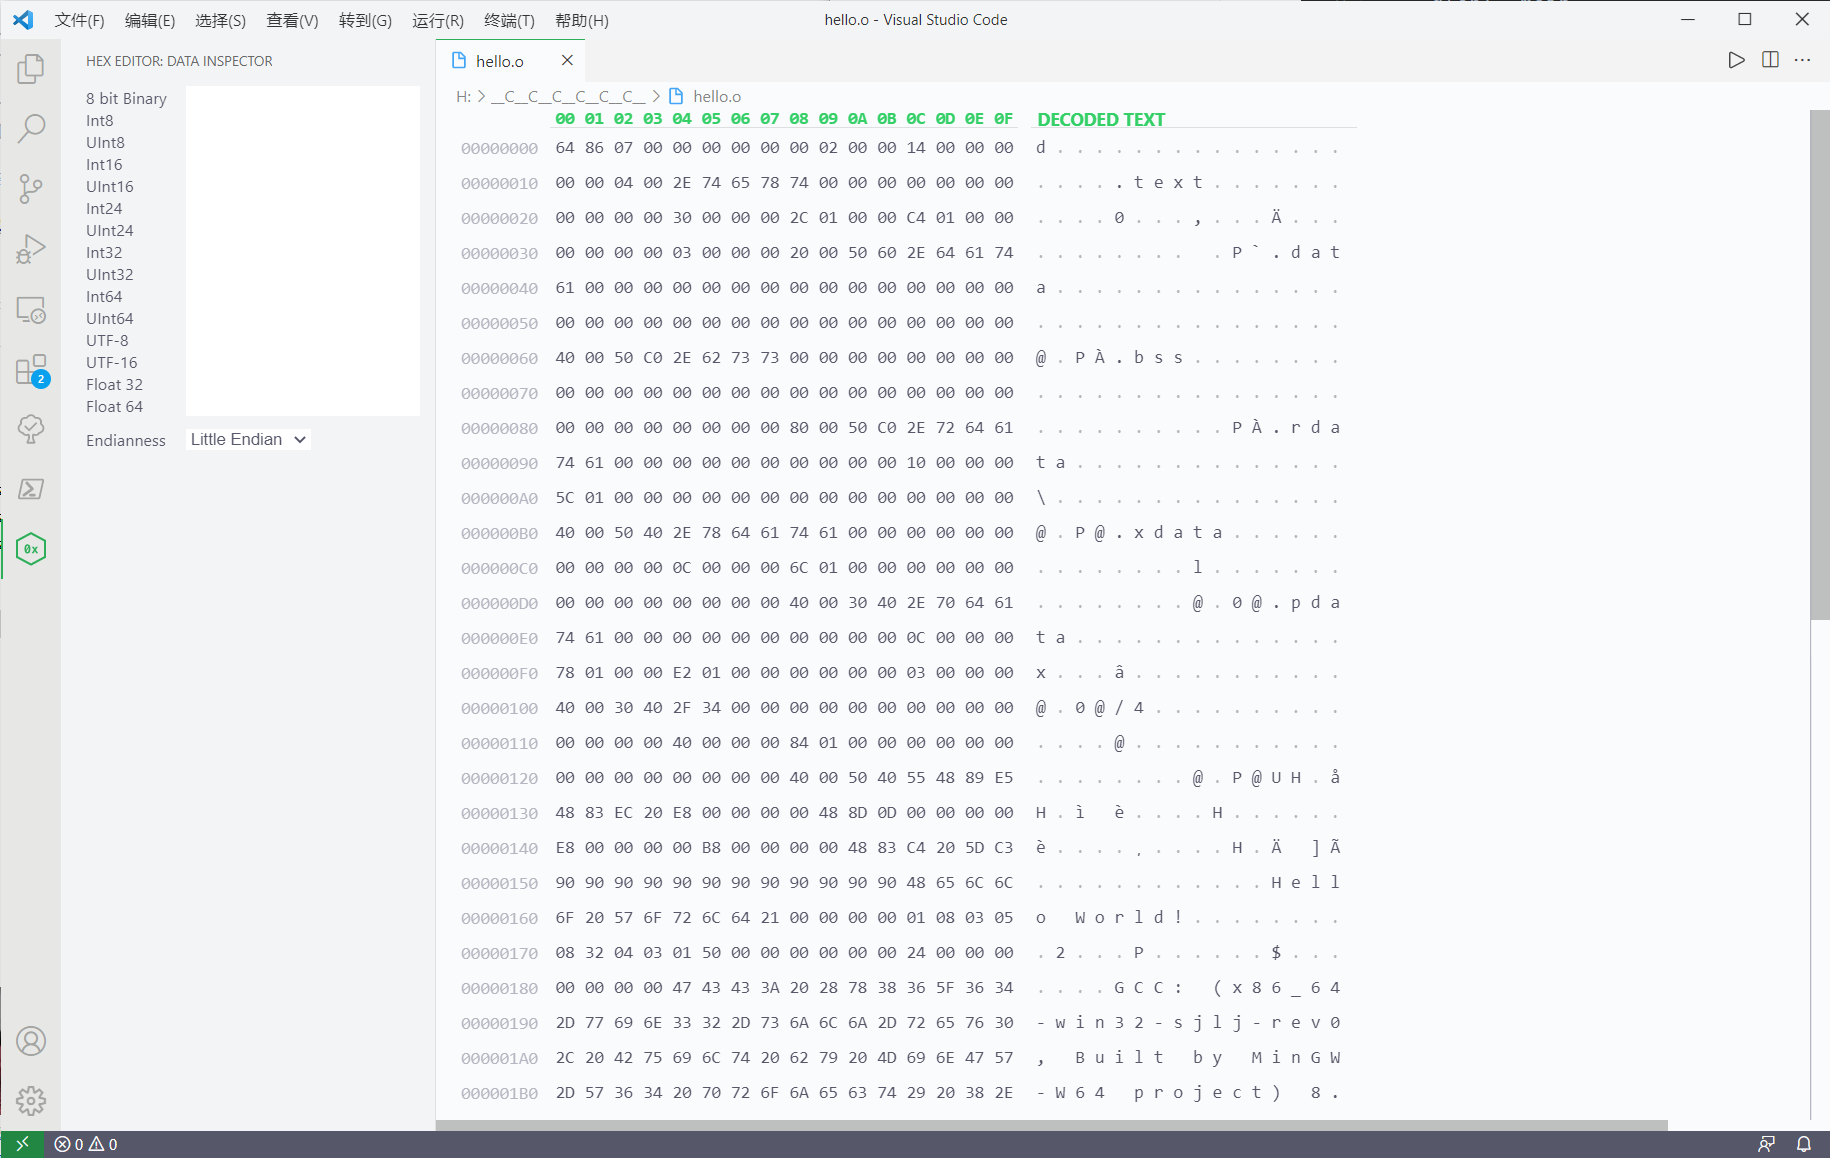 文件(F) 编辑(E) 选择(S) 查看(V) 转到(G) 运行(R) 终端(T) 帮助(H) hello.o - Visual Studio Code
HEX EDITOR: DATA INSPECTOR
8 bit Binary
Int8
UInt8
Int16
UInt16
Int24
UInt24
Int32
UInt32
Int64
UInt64
UTF-8
UTF-16
Float 32
Float 64
Endianness Little Endian
2
0x
hello.o
H: > __C__C__C__C__C__C__ > hello.o
00 01 02 03 04 05 06 07 08 09 0A 0B 0C 0D 0E 0F DECODED TEXT
00000000 64 86 07 00 00 00 00 00 00 02 00 00 14 00 00 00 d . . . . . . . . . . . . . . .
00000010 00 00 04 00 2E 74 65 78 74 00 00 00 00 00 00 00 . . . . . t e x t . . . . . . .
00000020 00 00 00 00 30 00 00 00 2C 01 00 00 C4 01 00 00 . . . . 0 . . . , . . . Ä . . .
00000030 00 00 00 00 03 00 00 00 20 00 50 60 2E 64 61 74 . . . . . . . .   . P ` . d a t
00000040 61 00 00 00 00 00 00 00 00 00 00 00 00 00 00 00 a . . . . . . . . . . . . . . .
00000050 00 00 00 00 00 00 00 00 00 00 00 00 00 00 00 00 . . . . . . . . . . . . . . . .
00000060 40 00 50 C0 2E 62 73 73 00 00 00 00 00 00 00 00 @ . P À . b s s . . . . . . . .
00000070 00 00 00 00 00 00 00 00 00 00 00 00 00 00 00 00 . . . . . . . . . . . . . . . .
00000080 00 00 00 00 00 00 00 00 80 00 50 C0 2E 72 64 61 . . . . . . . . . . P À . r d a
00000090 74 61 00 00 00 00 00 00 00 00 00 00 10 00 00 00 t a . . . . . . . . . . . . . .
000000A0 5C 01 00 00 00 00 00 00 00 00 00 00 00 00 00 00 \ . . . . . . . . . . . . . . .
000000B0 40 00 50 40 2E 78 64 61 74 61 00 00 00 00 00 00 @ . P @ . x d a t a . . . . . .
000000C0 00 00 00 00 0C 00 00 00 6C 01 00 00 00 00 00 00 . . . . . . . . l . . . . . . .
000000D0 00 00 00 00 00 00 00 00 40 00 30 40 2E 70 64 61 . . . . . . . . @ . 0 @ . p d a
000000E0 74 61 00 00 00 00 00 00 00 00 00 00 0C 00 00 00 t a . . . . . . . . . . . . . .
000000F0 78 01 00 00 E2 01 00 00 00 00 00 00 03 00 00 00 x . . . â . . . . . . . . . . .
00000100 40 00 30 40 2F 34 00 00 00 00 00 00 00 00 00 00 @ . 0 @ / 4 . . . . . . . . . .
00000110 00 00 00 00 40 00 00 00 84 01 00 00 00 00 00 00 . . . . @ . . . . . . . . . . .
00000120 00 00 00 00 00 00 00 00 40 00 50 40 55 48 89 E5 . . . . . . . . @ . P @ U H . å
00000130 48 83 EC 20 E8 00 00 00 00 48 8D 0D 00 00 00 00 H . ì   è . . . . H . . . . . .
00000140 E8 00 00 00 00 B8 00 00 00 00 48 83 C4 20 5D C3 è . . . . ¸ . . . . H . Ä   ] Ã
00000150 90 90 90 90 90 90 90 90 90 90 90 90 48 65 6C 6C . . . . . . . . . . . . H e l l
00000160 6F 20 57 6F 72 6C 64 21 00 00 00 00 01 08 03 05 o   W o r l d ! . . . . . . . .
00000170 08 32 04 03 01 50 00 00 00 00 00 00 24 00 00 00 . 2 . . . P . . . . . . $ . . .
00000180 00 00 00 00 47 43 43 3A 20 28 78 38 36 5F 36 34 . . . . G C C :   ( x 8 6 _ 6 4
00000190 2D 77 69 6E 33 32 2D 73 6A 6C 6A 2D 72 65 76 30 - w i n 3 2 - s j l j - r e v 0
000001A0 2C 20 42 75 69 6C 74 20 62 79 20 4D 69 6E 47 57 ,   B u i l t   b y   M i n G W
000001B0 2D 57 36 34 20 70 72 6F 6A 65 63 74 29 20 38 2E - W 6 4   p r o j e c t )   8 .
0 0